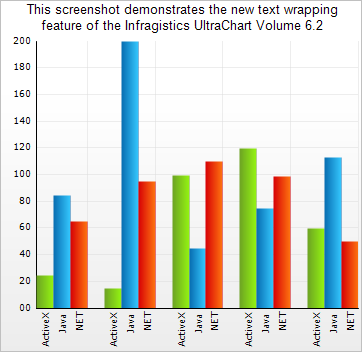 This screenshot demonstrates the new text wrapping
feature of the Infragistics UltraChart Volume 6.2
200
180
160
140
120
100
80
60
40
20
00
ActiveX
Java
NET
ActiveX
Java
NET
ActiveX
Java
NET
ActiveX
Java
NET
ActiveX
Java
NET